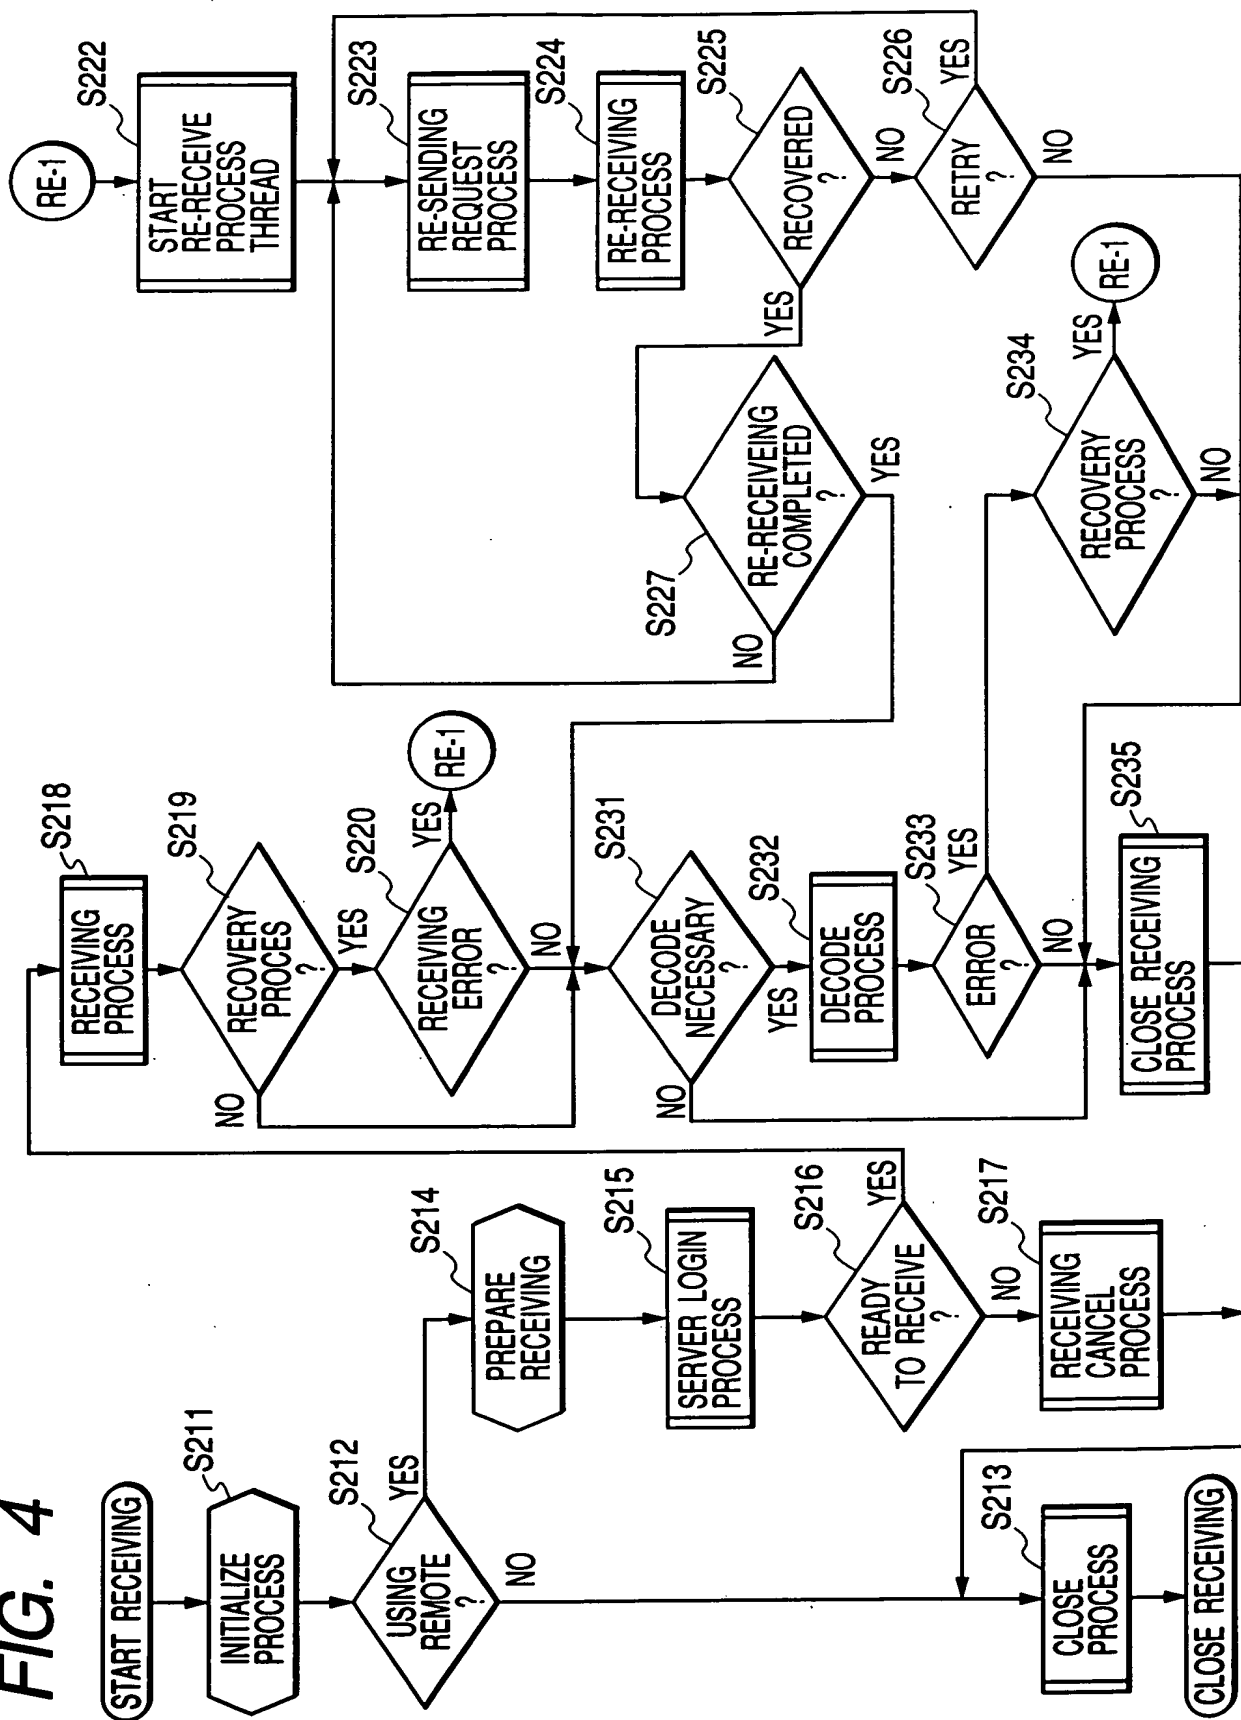 FIG. 4
START RECEIVING
S211
INITIALIZE
PROCESS
S212
USING
REMOTE
?
YES
NO
S213
CLOSE
PROCESS
CLOSE RECEIVING
S214
PREPARE
RECEIVING
S215
SERVER LOGIN
PROCESS
S216
READY
TO RECEIVE
?
YES
NO
S217
RECEIVING
CANCEL
PROCESS
S218
RECEIVING
PROCESS
S219
RECOVERY
PROCES
?
YES
NO
S220
RECEIVING
ERROR
?
YES
RE-1
NO
S231
DECODE
NECESSARY
?
YES
NO
S232
DECODE
PROCESS
S233
ERROR
?
YES
NO
S235
CLOSE RECEIVING
PROCESS
RE-1
S222
START
RE-RECEIVE
PROCESS
THREAD
S223
RE-SENDING
REQUEST
PROCESS
S224
RE-RECEIVING
PROCESS
S225
RECOVERED
?
YES
NO
S226
RETRY
?
YES
NO
S227
RE-RECEIVEING
COMPLETED
?
NO
YES
S234
RECOVERY
PROCESS
?
YES
RE-1
NO